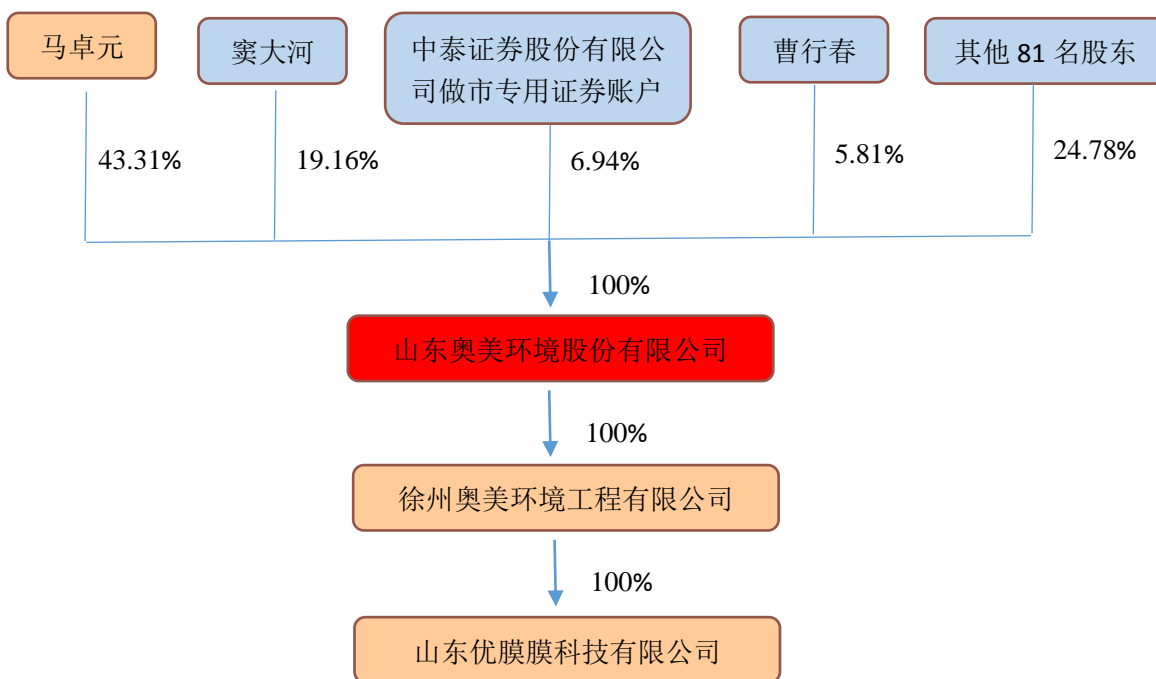 马卓元
窦大河
中泰证券股份有限公
司做市专用证券账户
曹行春
其他 81 名股东
43.31%
19.16%
6.94%
5.81%
24.78%
100%
山东奥美环境股份有限公司
100%
徐州奥美环境工程有限公司
100%
山东优膜膜科技有限公司